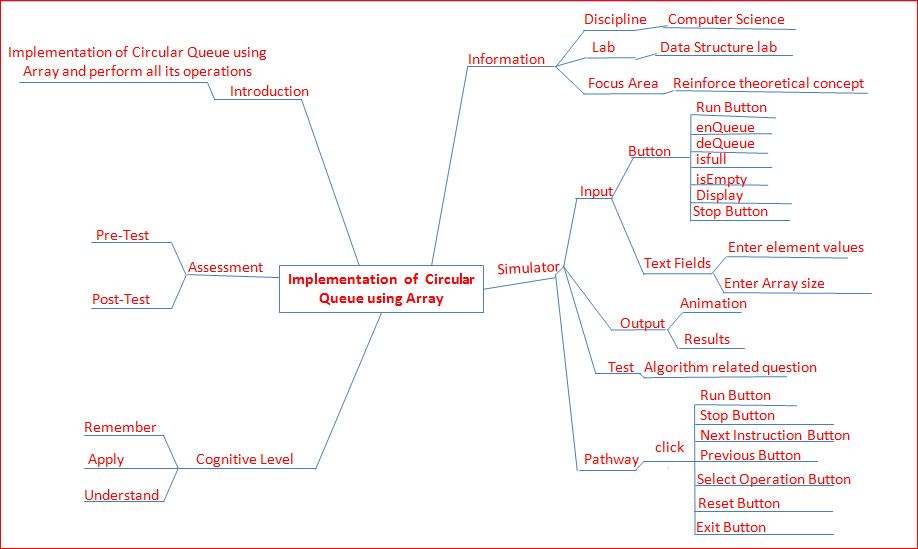 Implementation of Circular Queue using
Array and perform all its operations
Introduction
Pre-Test
Assessment
Post-Test
Implementation of Circular
Queue using Array
Remember
Apply
Cognitive Level
Understand
Information
Discipline
Computer Science
Lab
Data Structure lab
Focus Area
Reinforce theoretical concept
Simulator
Input
Button
Run Button
enQueue
deQueue
isfull
isEmpty
Display
Stop Button
Text Fields
Enter element values
Enter Array size
Output
Animation
Results
Test
Algorithm related question
Pathway
click
Run Button
Stop Button
Next Instruction Button
Previous Button
Select Operation Button
Reset Button
Exit Button